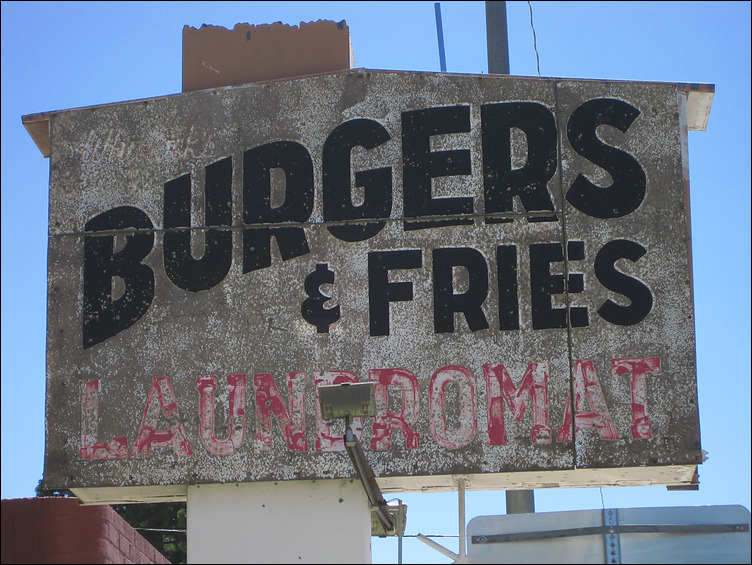 BURGERS
& FRIES
LAUNDROMAT